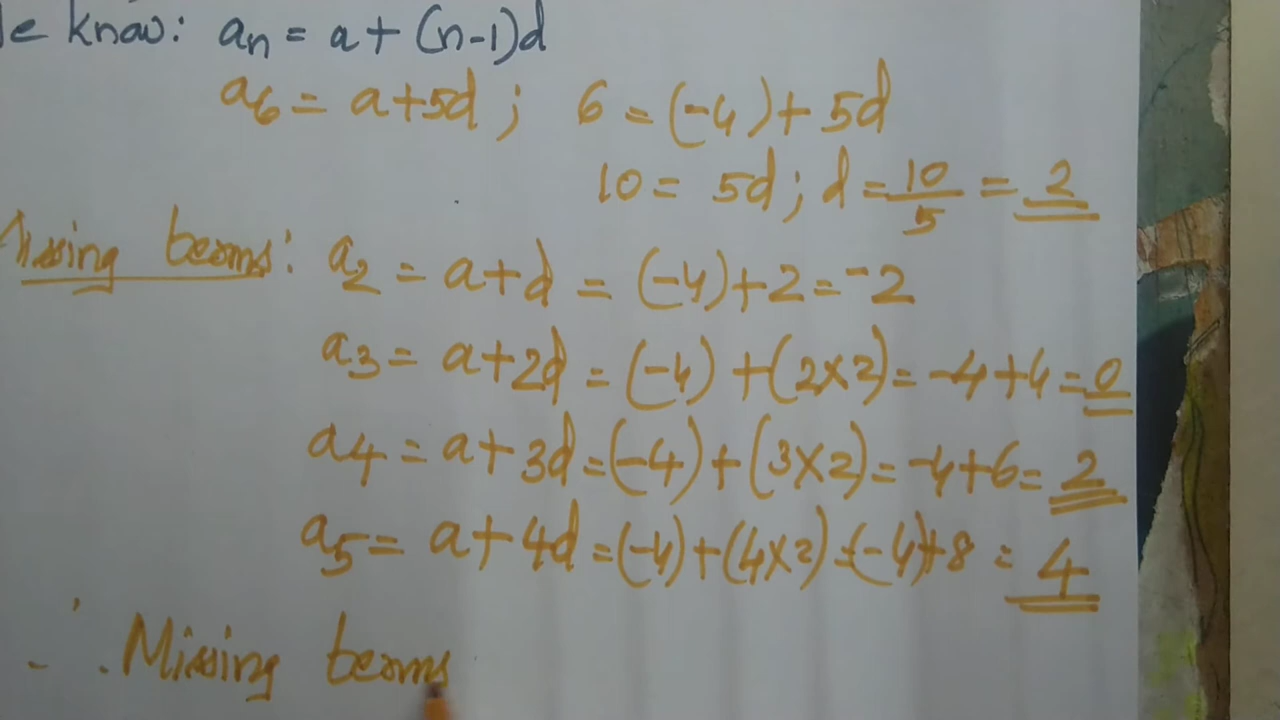 We know: aₙ = a + (n-1)d
a₆ = a+5d ; 6 = (-4) + 5d
10 = 5d ; d = 10/5 = 2
Missing terms: a₂ = a+d = (-4)+2 = -2
a₃ = a+2d = (-4) + (2×2) = -4+4 = 0
a₄ = a+3d = (-4) + (3×2) = -4+6 = 2
a₅ = a+4d = (-4) + (4×2) = (-4)+8 = 4
∴ Missing terms